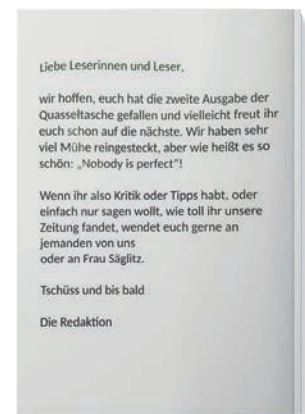 Liebe Leserinnen und Leser,
wir hoffen, euch hat die zweite Ausgabe der
Quasseltasche gefallen und vielleicht freut ihr
euch schon auf die nächste. Wir haben sehr
viel Mühe reingesteckt, aber wie heißt es so
schön: „Nobody is perfect"!
Wenn ihr also Kritik oder Tipps habt, oder
einfach nur sagen wollt, wie toll ihr unsere
Zeitung fandet, wendet euch gerne an
jemanden von uns
oder an Frau Säglitz.
Tschüss und bis bald
Die Redaktion